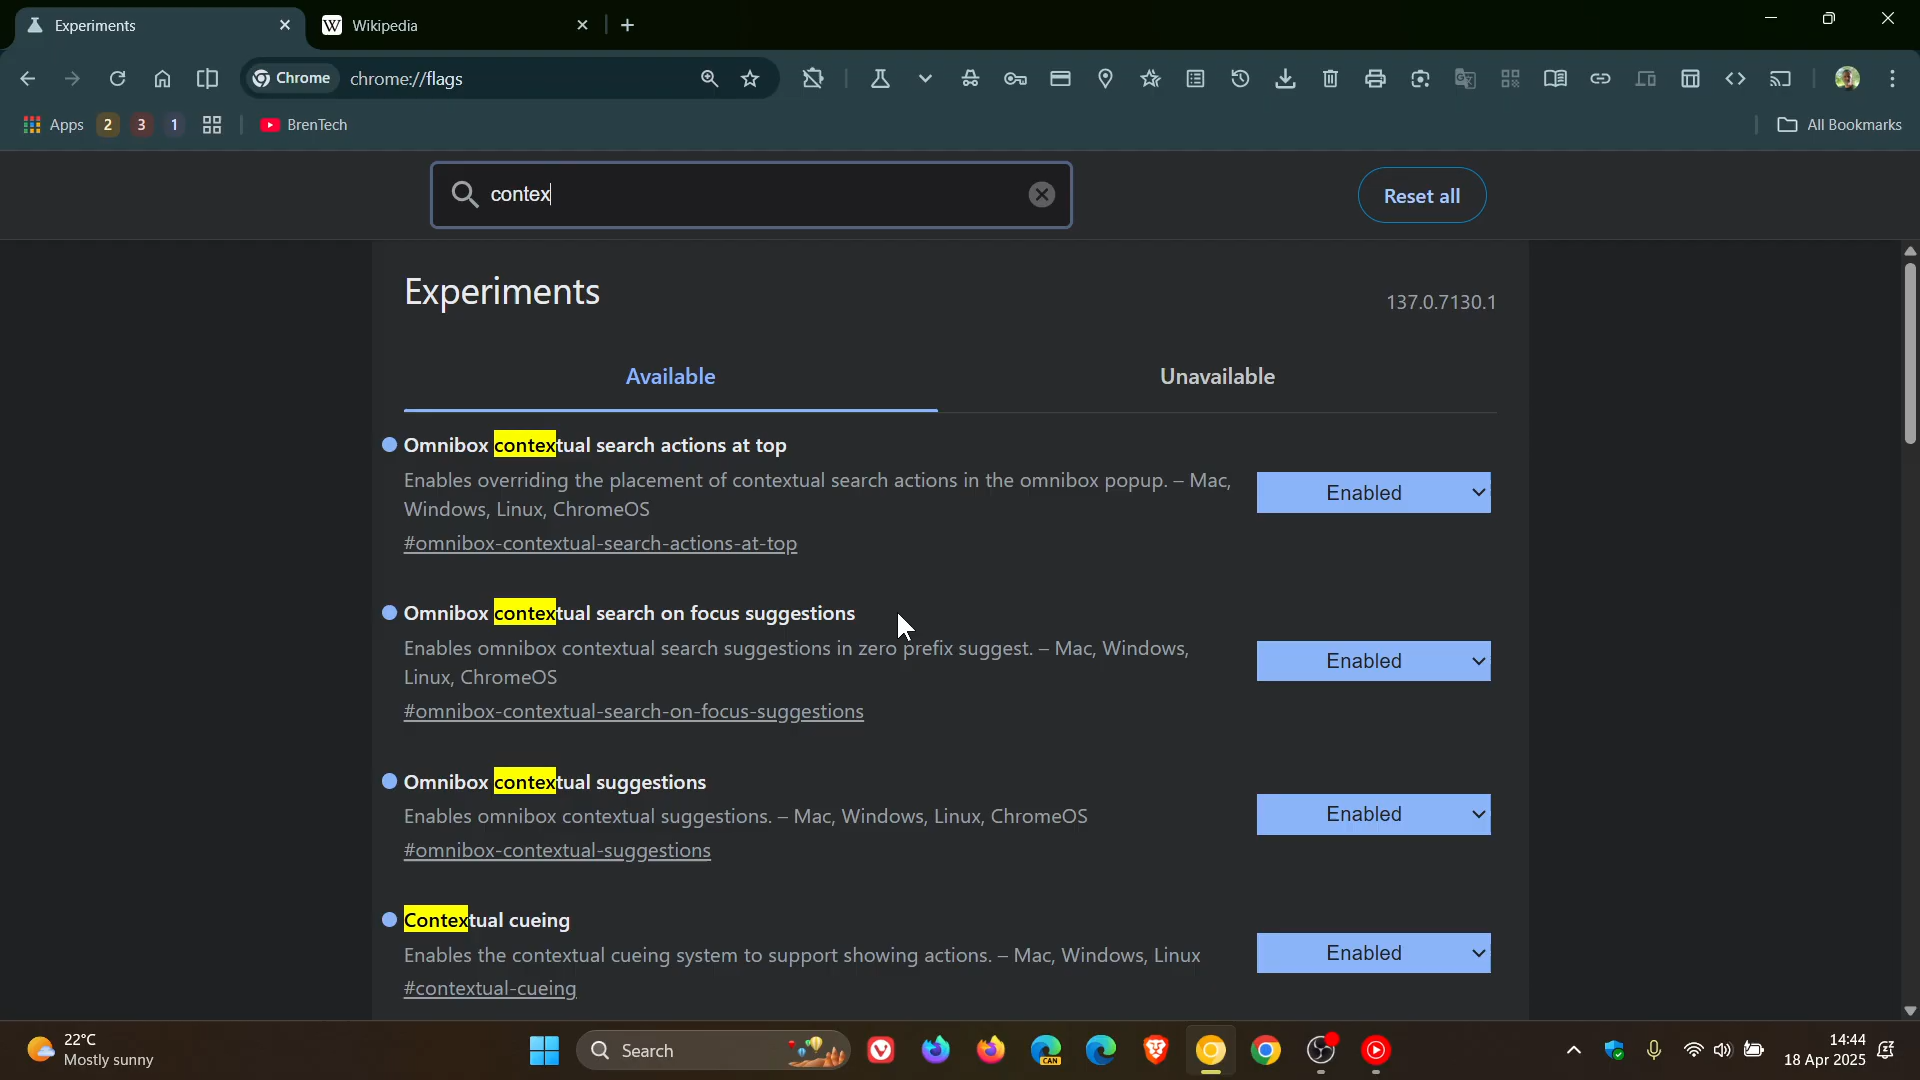 Experiments
Wikipedia
Chrome
chrome://flags
Apps
2
3
1
BrenTech
All Bookmarks
contex
Reset all
Experiments
137.0.7130.1
Available
Unavailable
Omnibox contextual search actions at top
Enables overriding the placement of contextual search actions in the omnibox popup. – Mac,
Windows, Linux, ChromeOS
#omnibox-contextual-search-actions-at-top
Enabled
Omnibox contextual search on focus suggestions
Enables omnibox contextual search suggestions in zero prefix suggest. – Mac, Windows,
Linux, ChromeOS
#omnibox-contextual-search-on-focus-suggestions
Enabled
Omnibox contextual suggestions
Enables omnibox contextual suggestions. – Mac, Windows, Linux, ChromeOS
#omnibox-contextual-suggestions
Enabled
Contextual cueing
Enables the contextual cueing system to support showing actions. – Mac, Windows, Linux
#contextual-cueing
Enabled
22°C
Mostly sunny
Search
CAN
14:44
18 Apr 2025